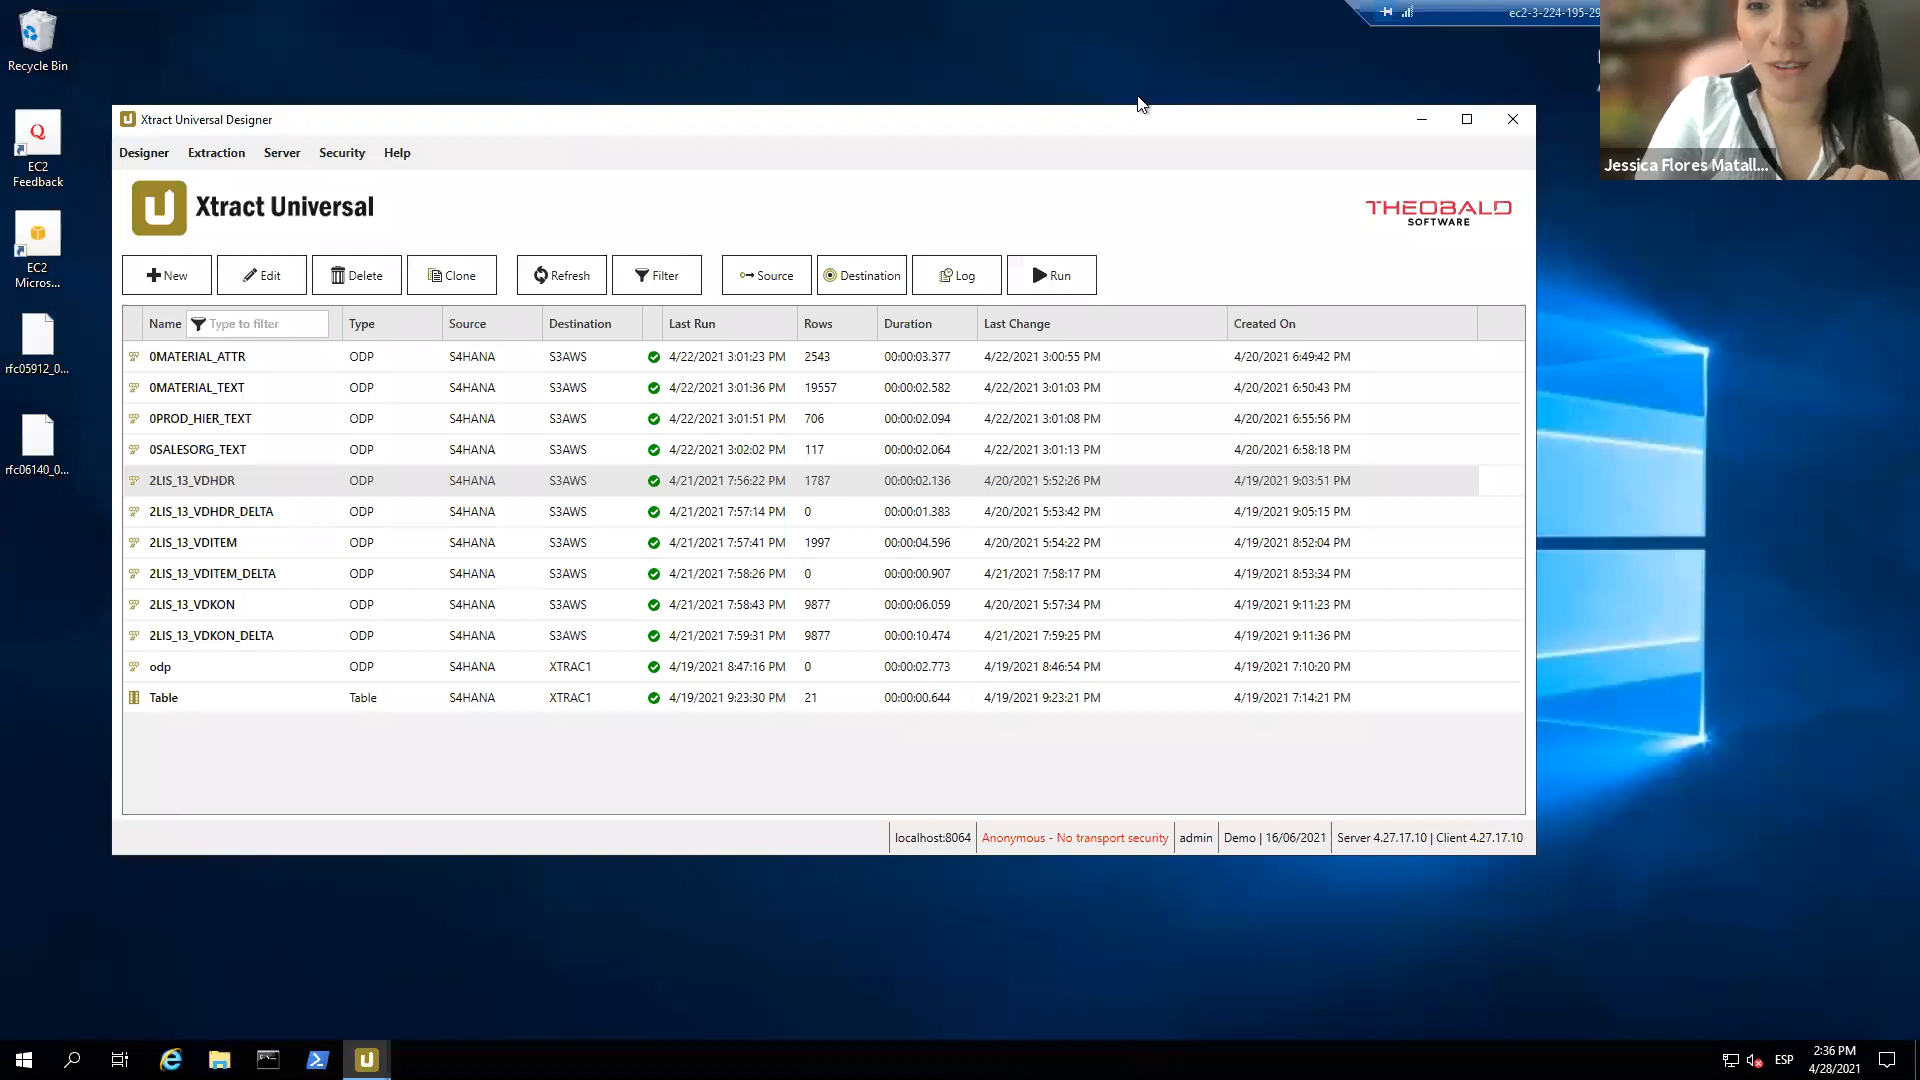 Recycle Bin
EC2
Feedback
EC2
Micros...
rfc05912_0...
rfc06140_0...
ec2-3-224-195-29
Jessica Flores Matall...
Xtract Universal Designer
Designer Extraction Server Security Help
Xtract Universal
THEOBALD
SOFTWARE
New Edit Delete Clone Refresh Filter Source Destination Log Run
Name Type to filter Type Source Destination Last Run Rows Duration Last Change Created On
0MATERIAL_ATTR ODP S4HANA S3AWS 4/22/2021 3:01:23 PM 2543 00:00:03.377 4/22/2021 3:00:55 PM 4/20/2021 6:49:42 PM
0MATERIAL_TEXT ODP S4HANA S3AWS 4/22/2021 3:01:36 PM 19557 00:00:02.582 4/22/2021 3:01:03 PM 4/20/2021 6:50:43 PM
0PROD_HIER_TEXT ODP S4HANA S3AWS 4/22/2021 3:01:51 PM 706 00:00:02.094 4/22/2021 3:01:08 PM 4/20/2021 6:55:56 PM
0SALESORG_TEXT ODP S4HANA S3AWS 4/22/2021 3:02:02 PM 117 00:00:02.064 4/22/2021 3:01:13 PM 4/20/2021 6:58:18 PM
2LIS_13_VDHDR ODP S4HANA S3AWS 4/21/2021 7:56:22 PM 1787 00:00:02.136 4/20/2021 5:52:26 PM 4/19/2021 9:03:51 PM
2LIS_13_VDHDR_DELTA ODP S4HANA S3AWS 4/21/2021 7:57:14 PM 0 00:00:01.383 4/20/2021 5:53:42 PM 4/19/2021 9:05:15 PM
2LIS_13_VDITEM ODP S4HANA S3AWS 4/21/2021 7:57:41 PM 1997 00:00:04.596 4/20/2021 5:54:22 PM 4/19/2021 8:52:04 PM
2LIS_13_VDITEM_DELTA ODP S4HANA S3AWS 4/21/2021 7:58:26 PM 0 00:00:00.907 4/21/2021 7:58:17 PM 4/19/2021 8:53:34 PM
2LIS_13_VDKON ODP S4HANA S3AWS 4/21/2021 7:58:43 PM 9877 00:00:06.059 4/20/2021 5:57:34 PM 4/19/2021 9:11:23 PM
2LIS_13_VDKON_DELTA ODP S4HANA S3AWS 4/21/2021 7:59:31 PM 9877 00:00:10.474 4/21/2021 7:59:25 PM 4/19/2021 9:11:36 PM
odp ODP S4HANA XTRAC1 4/19/2021 8:47:16 PM 0 00:00:02.773 4/19/2021 8:46:54 PM 4/19/2021 7:10:20 PM
Table Table S4HANA XTRAC1 4/19/2021 9:23:30 PM 21 00:00:00.644 4/19/2021 9:23:21 PM 4/19/2021 7:14:21 PM
localhost:8064 Anonymous - No transport security admin Demo | 16/06/2021 Server 4.27.17.10 | Client 4.27.17.10
ESP
2:36 PM
4/28/2021